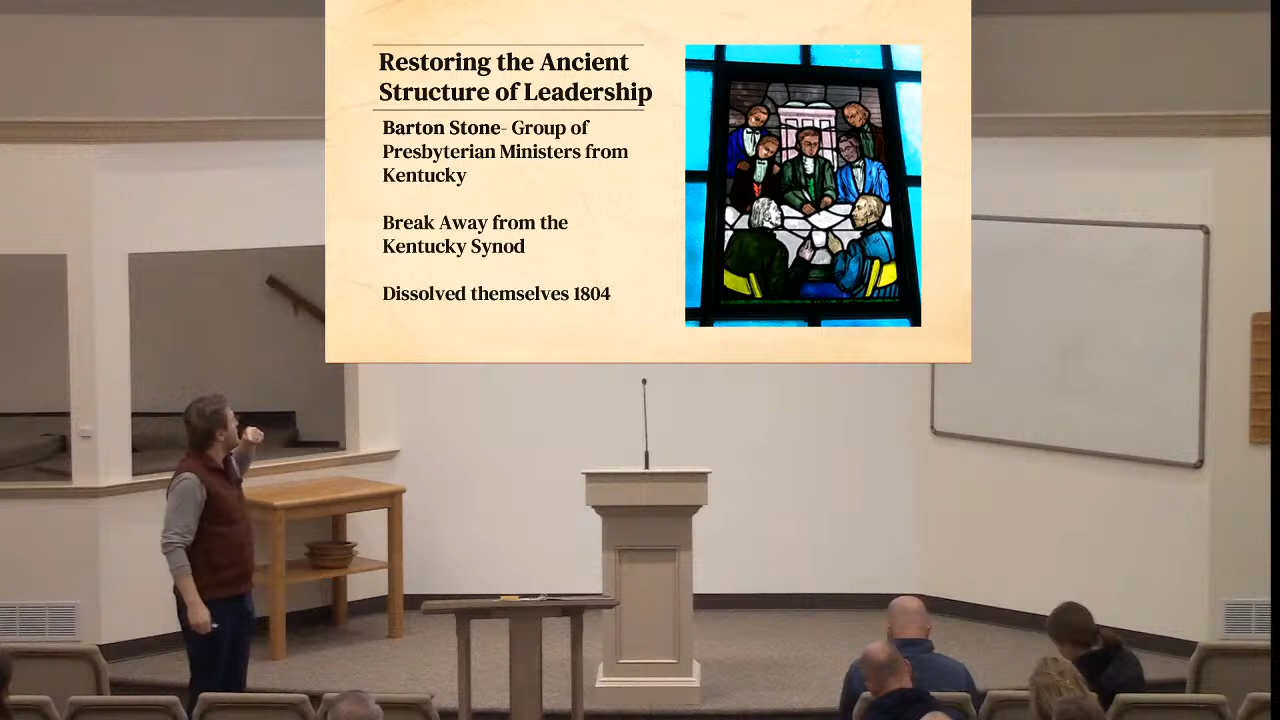 Restoring the Ancient
Structure of Leadership
Barton Stone- Group of
Presbyterian Ministers from
Kentucky
Break Away from the
Kentucky Synod
Dissolved themselves 1804